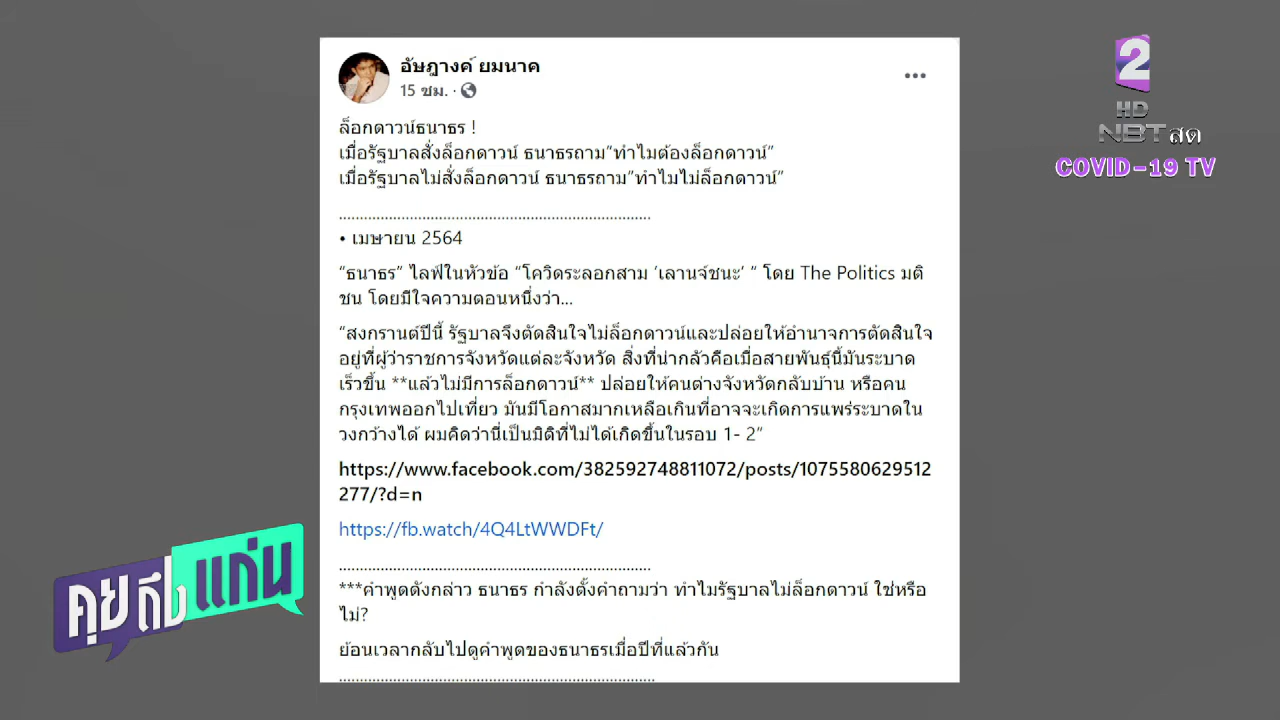 อัษฎางค์ ยมนาค
15 ชม. ·
ล็อกดาวน์ธนาธร !
เมื่อรัฐบาลสั่งล็อกดาวน์ ธนาธรถาม"ทำไมต้องล็อกดาวน์"
เมื่อรัฐบาลไม่สั่งล็อกดาวน์ ธนาธรถาม"ทำไมไม่ล็อกดาวน์"
...........................................................................
• เมษายน 2564
"ธนาธร" ไลฟ์ในหัวข้อ "โควิดระลอกสาม 'เลานจ์ชนะ' " โดย The Politics มติ
ชน โดยมีใจความตอนหนึ่งว่า...
"สงกรานต์ปีนี้ รัฐบาลจึงตัดสินใจไม่ล็อกดาวน์และปล่อยให้อำนาจการตัดสินใจ
อยู่ที่ผู้ว่าราชการจังหวัดแต่ละจังหวัด สิ่งที่น่ากลัวคือเมื่อสายพันธุ์นี้มันระบาด
เร็วขึ้น **แล้วไม่มีการล็อกดาวน์** ปล่อยให้คนต่างจังหวัดกลับบ้าน หรือคน
กรุงเทพออกไปเที่ยว มันมีโอกาสมากเหลือเกินที่อาจจะเกิดการแพร่ระบาดใน
วงกว้างได้ ผมคิดว่านี่เป็นมิติที่ไม่ได้เกิดขึ้นในรอบ 1- 2"
https://www.facebook.com/382592748811072/posts/1075580629512
277/?d=n
https://fb.watch/4Q4LtWWDFt/
...........................................................................
***คำพูดดังกล่าว ธนาธร กำลังตั้งคำถามว่า ทำไมรัฐบาลไม่ล็อกดาวน์ ใช่หรือ
ไม่?
ย้อนเวลากลับไปดูคำพูดของธนาธรเมื่อปีที่แล้วกัน
............................................................................
2
HD
NBT สด
COVID-19 TV
คุยถึงแก่น